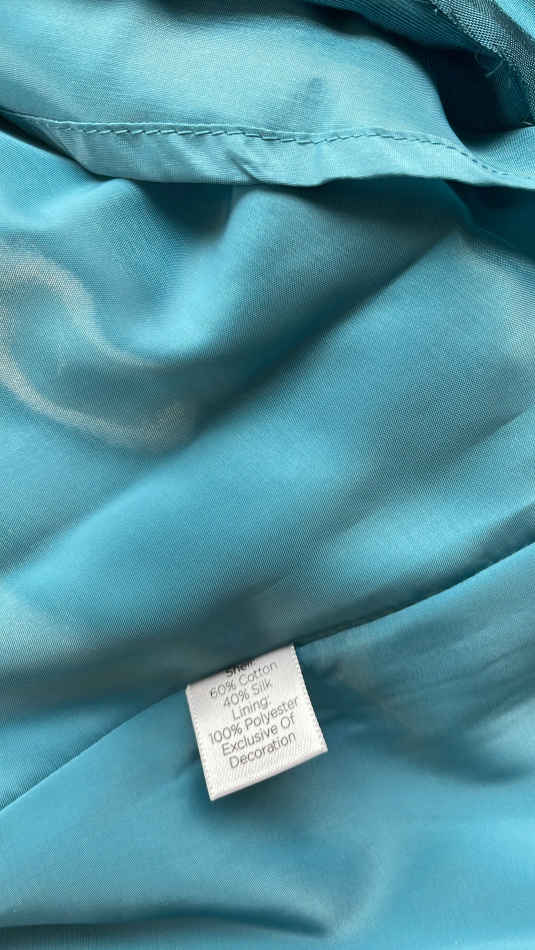 Shell:
60% Cotton
40% Silk
Lining:
100% Polyester
Exclusive Of
Decoration